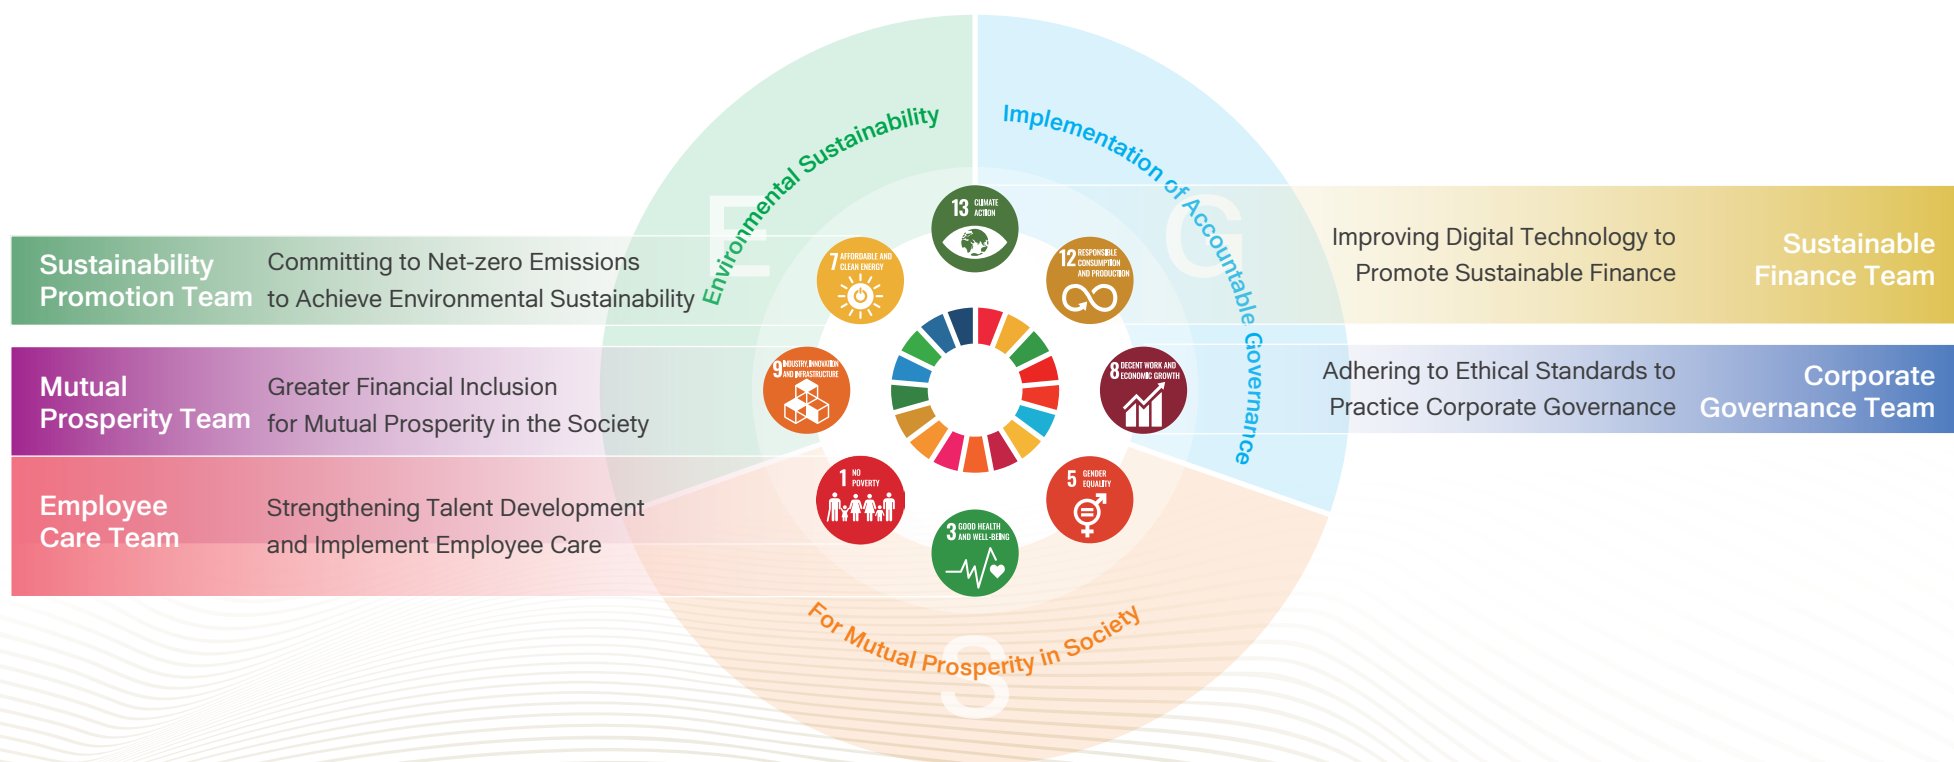 Environmental Sustainability
Implementation of Accountable Governance
For Mutual Prosperity in Society
E
G
S
Sustainability
Promotion Team
Committing to Net-zero Emissions
to Achieve Environmental Sustainability
Mutual
Prosperity Team
Greater Financial Inclusion
for Mutual Prosperity in the Society
Employee
Care Team
Strengthening Talent Development
and Implement Employee Care
13 CLIMATE
ACTION
7 AFFORDABLE AND
CLEAN ENERGY
12 RESPONSIBLE
CONSUMPTION
AND PRODUCTION
9 INDUSTRY, INNOVATION
AND INFRASTRUCTURE
8 DECENT WORK AND
ECONOMIC GROWTH
1 NO
POVERTY
5 GENDER
EQUALITY
3 GOOD HEALTH
AND WELL-BEING
Improving Digital Technology to
Promote Sustainable Finance
Sustainable
Finance Team
Adhering to Ethical Standards to
Practice Corporate Governance
Corporate
Governance Team